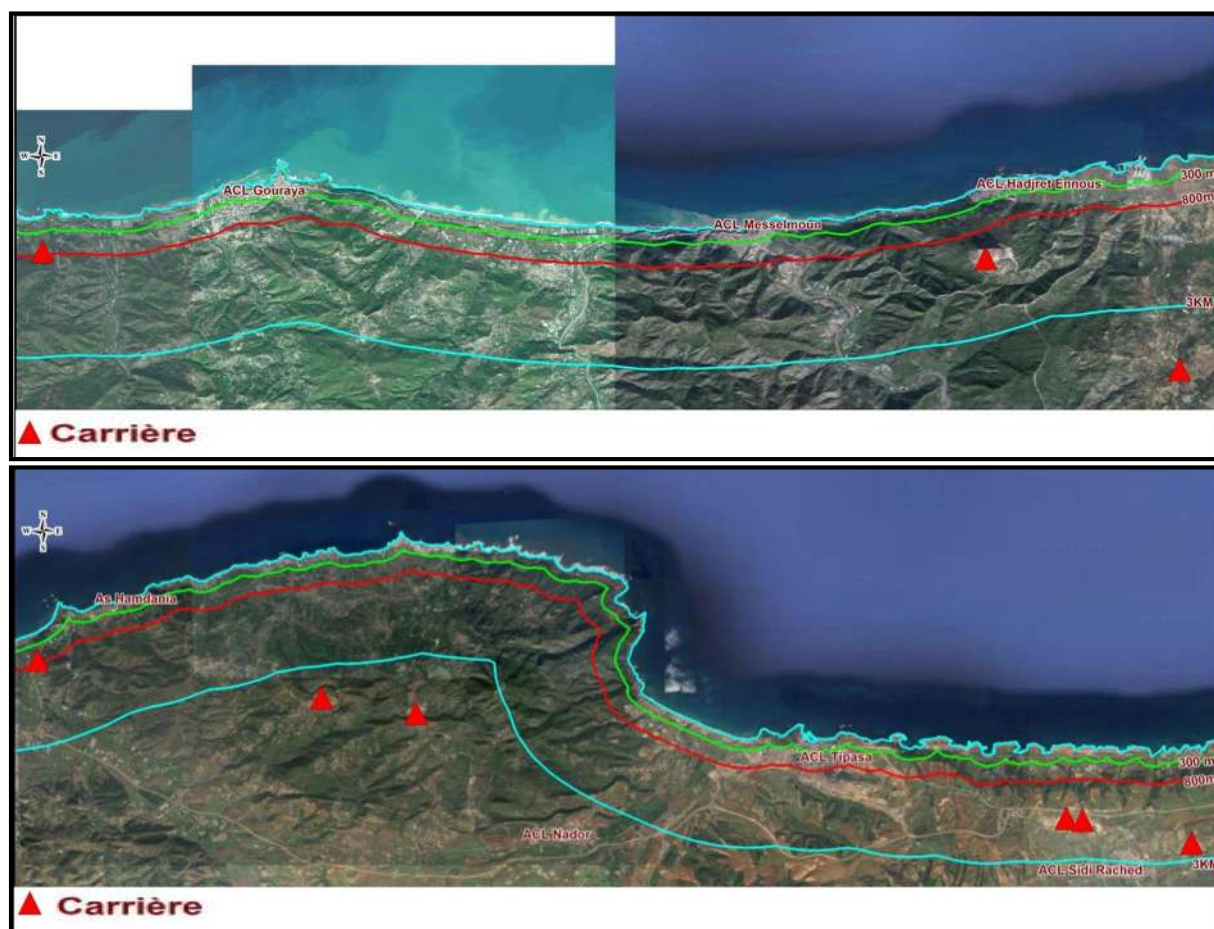 N
W E
S
ACL Gouraya
ACL Hadjret Ennous
300 m
800m
ACL Messelmoun
3KM
Carrière
N
W E
S
As Hamdania
ACL Tipasa
300 m
800m
ACL Nador
ACL Sidi Rached
3KM
Carrière